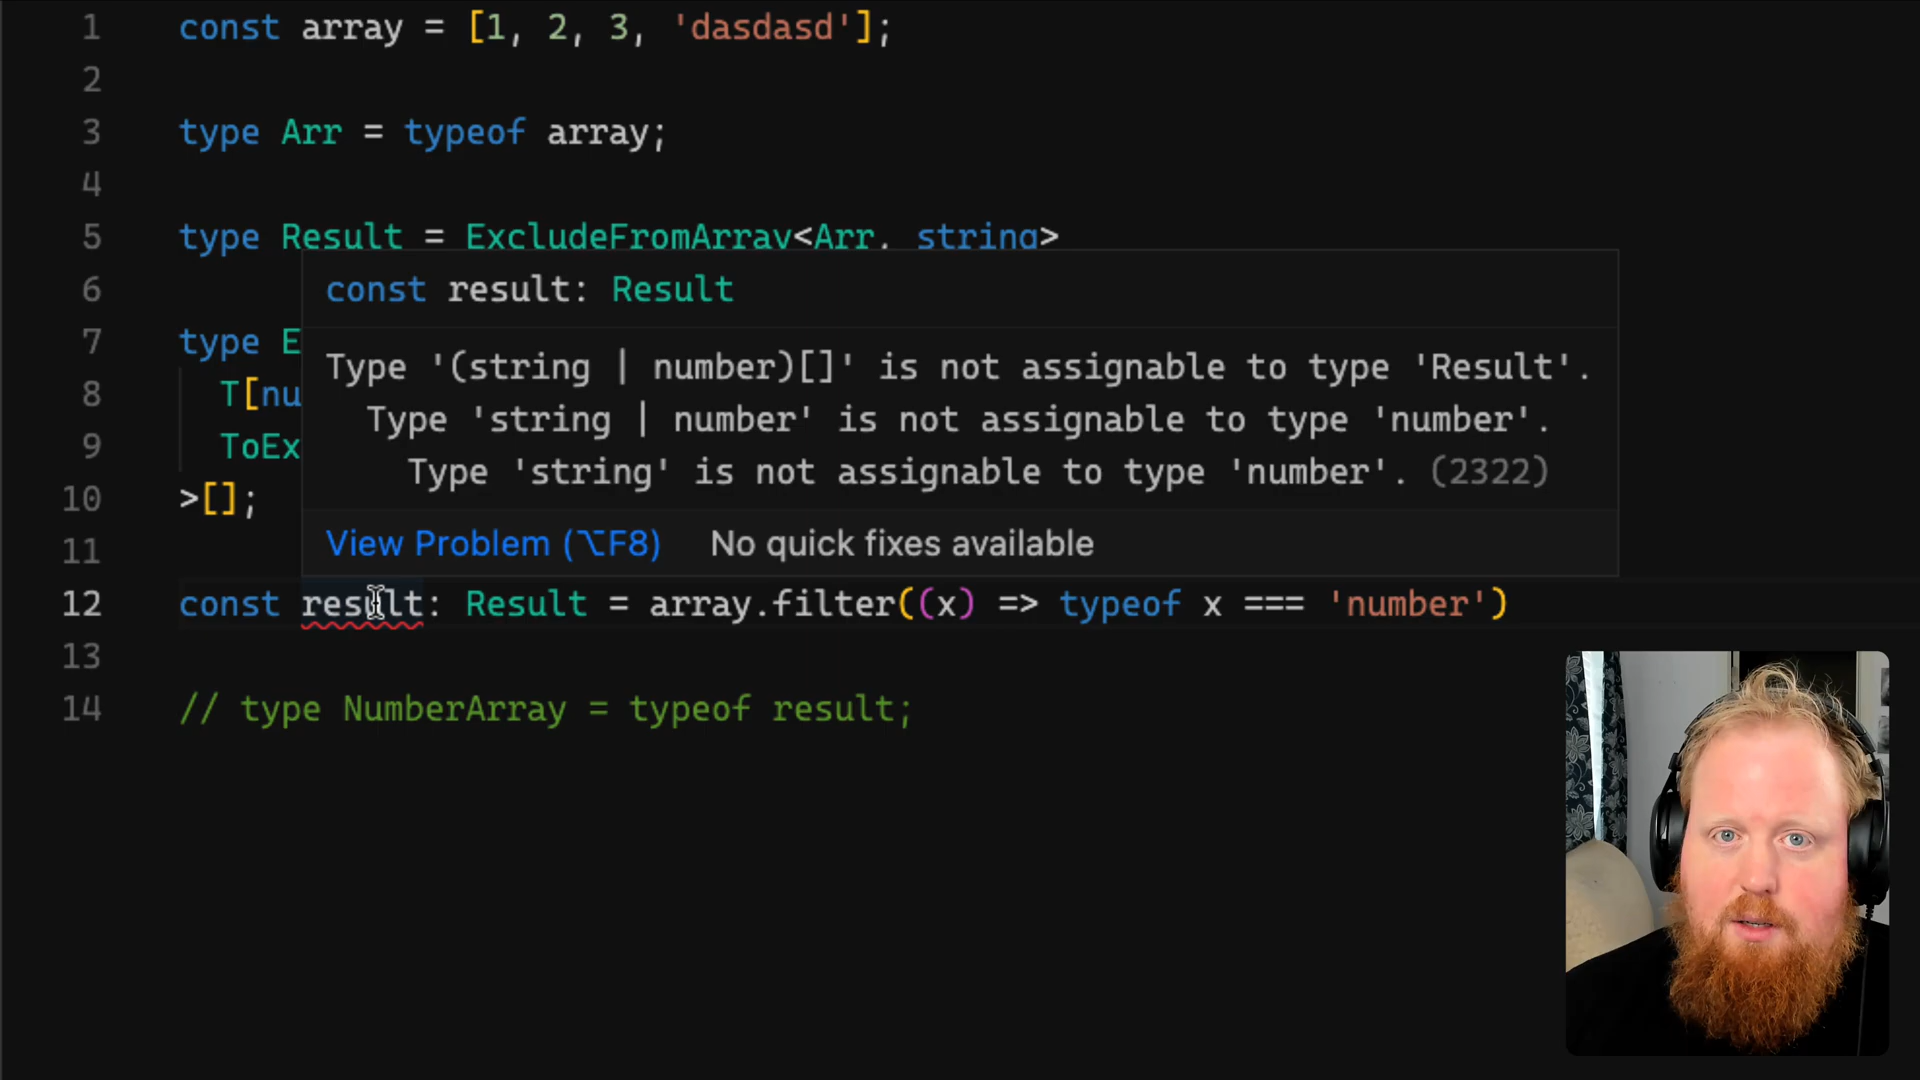 1 const array = [1, 2, 3, 'dasdasd'];
2
3 type Arr = typeof array;
4
5 type Result = ExcludeFromArray<Arr, string>
6 const result: Result
7 type E
Type '(string | number)[]' is not assignable to type 'Result'.
8 T[nu
Type 'string | number' is not assignable to type 'number'.
9 ToEx
Type 'string' is not assignable to type 'number'. (2322)
10 >[];
11 View Problem (⌥F8) No quick fixes available
12 const result: Result = array.filter((x) => typeof x === 'number')
13
14 // type NumberArray = typeof result;